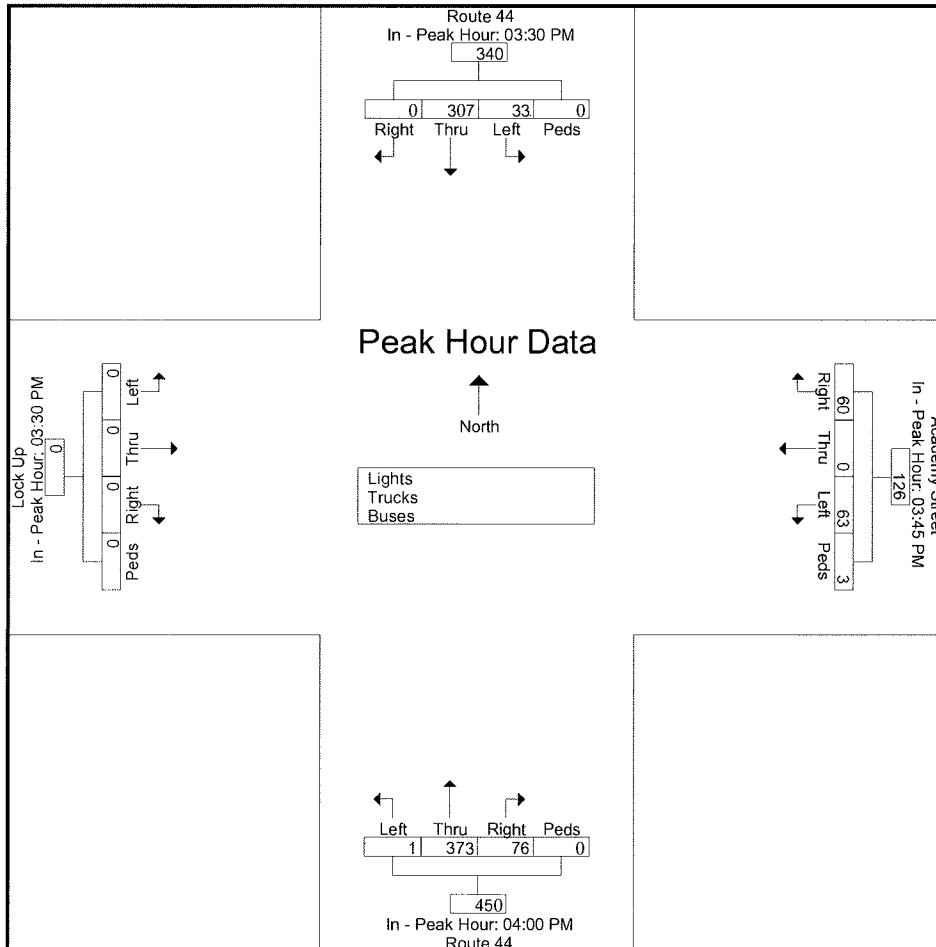 Route 44
In - Peak Hour: 03:30 PM
340
0 307 33 0
Right Thru Left Peds
Peak Hour Data
North
Lights
Trucks
Buses
Lock Up
In - Peak Hour: 03:30 PM
0
0 0 0 0
Left Thru Right Peds
Academy Street
In - Peak Hour: 03:45 PM
126
60 0 63 3
Right Thru Left Peds
Left Thru Right Peds
1 373 76 0
450
In - Peak Hour: 04:00 PM
Route 44